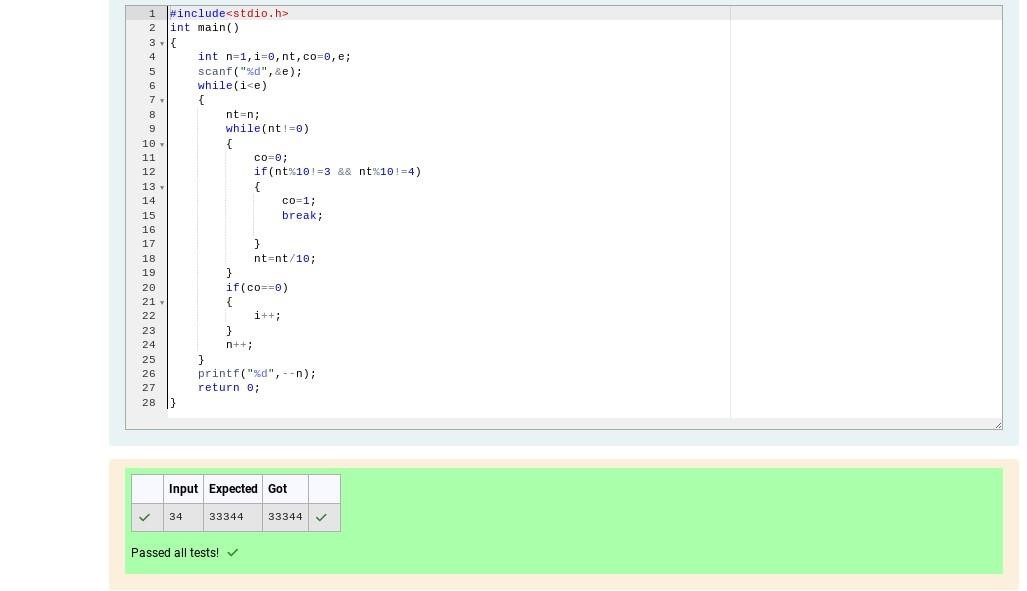 1 #include<stdio.h>
2 int main()
3 {
4     int n=1,i=0,nt,co=0,e;
5     scanf("%d",&e);
6     while(i<e)
7     {
8         nt=n;
9         while(nt!=0)
10         {
11             co=0;
12             if(nt%10!=3 && nt%10!=4)
13             {
14                 co=1;
15                 break;
16
17             }
18             nt=nt/10;
19         }
20         if(co==0)
21         {
22             i++;
23         }
24         n++;
25     }
26     printf("%d",--n);
27     return 0;
28 }
Input Expected Got
34 33344 33344
Passed all tests!